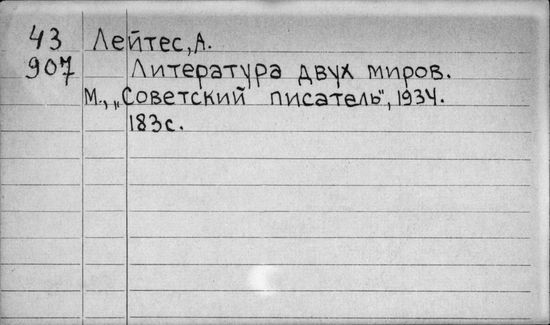 43 Лейтес, А.
907 Литература двух миров.
М., „Советский писатель", 1934.
183с.